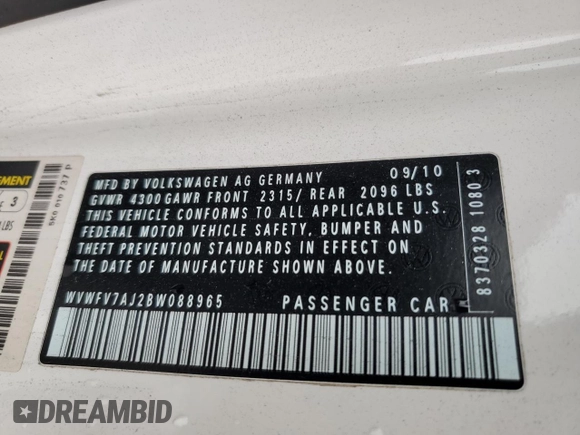 MFD BY VOLKSWAGEN AG GERMANY 09/10
GVWR 4300 GAWR FRONT 2315/ REAR 2096 LBS
THIS VEHICLE CONFORMS TO ALL APPLICABLE U.S.
FEDERAL MOTOR VEHICLE SAFETY, BUMPER AND
THEFT PREVENTION STANDARDS IN EFFECT ON
THE DATE OF MANUFACTURE SHOWN ABOVE.
WVWFV7AJ2BW088965 PASSENGER CAR
8370328 1080 3
3
LBS
DREAMBID